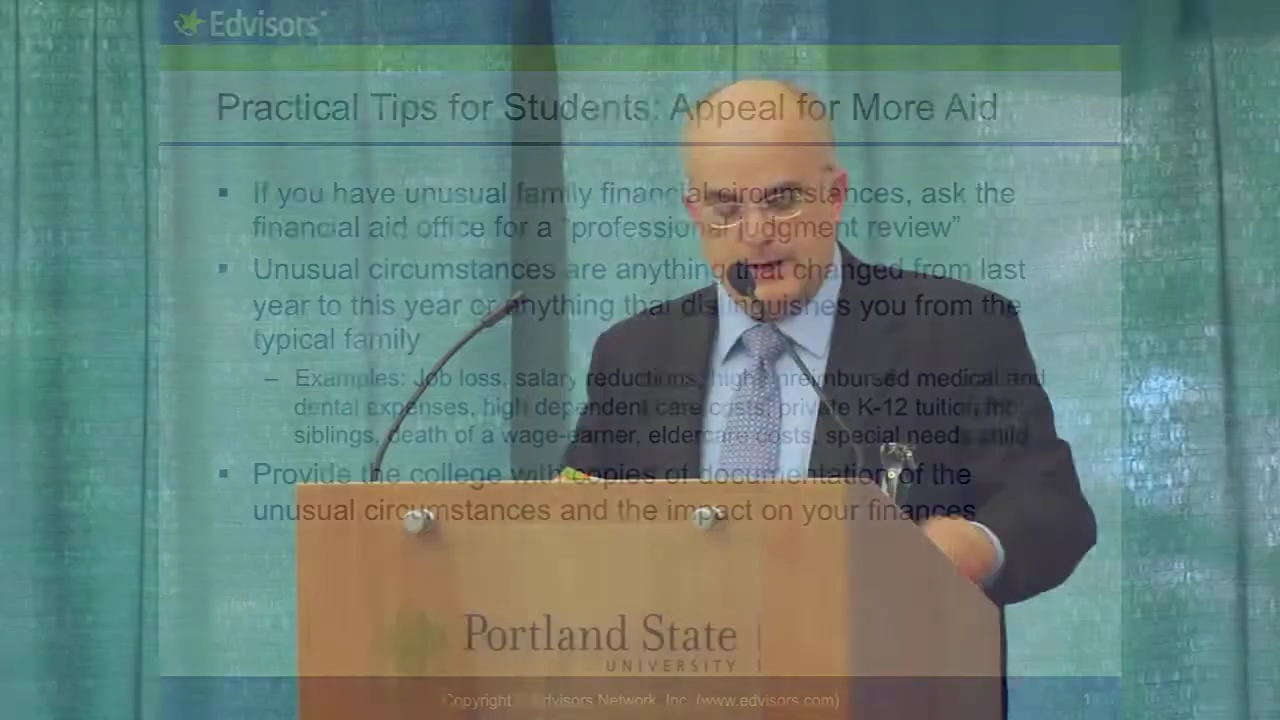 Edvisors
Practical Tips for Students: Appeal for More Aid
If you have unusual family financial circumstances, ask the
financial aid office for a "professional judgment review"
Unusual circumstances are anything that changed from last
year to this year or anything that distinguishes you from the
typical family
– Examples: Job loss, salary reductions, high unreimbursed medical and
dental expenses, high dependent care costs, private K-12 tuition for
siblings, death of a wage-earner, eldercare costs, special needs child
Provide the college with copies of documentation of the
unusual circumstances and the impact on your finances
Portland State
UNIVERSITY
Copyright © Edvisors Network, Inc. (www.edvisors.com)